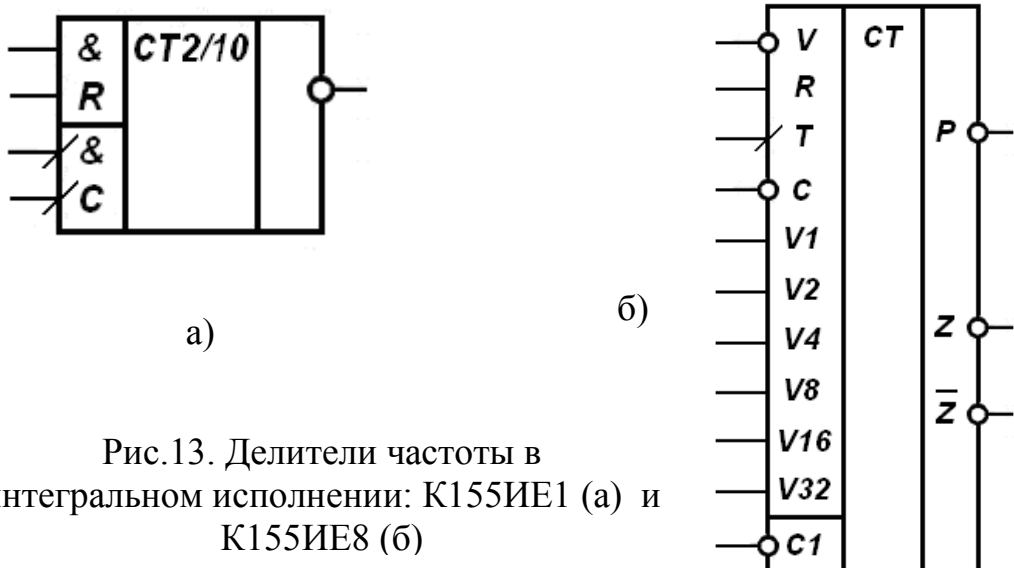 & CT2/10
R
&
C
а)
V CT
R
T P
C
V1
V2
V4 Z
V8 Z̅
V16
V32
C1
б)
Рис.13. Делители частоты в
нтегральном исполнении: К155ИЕ1 (а) и
К155ИЕ8 (б)